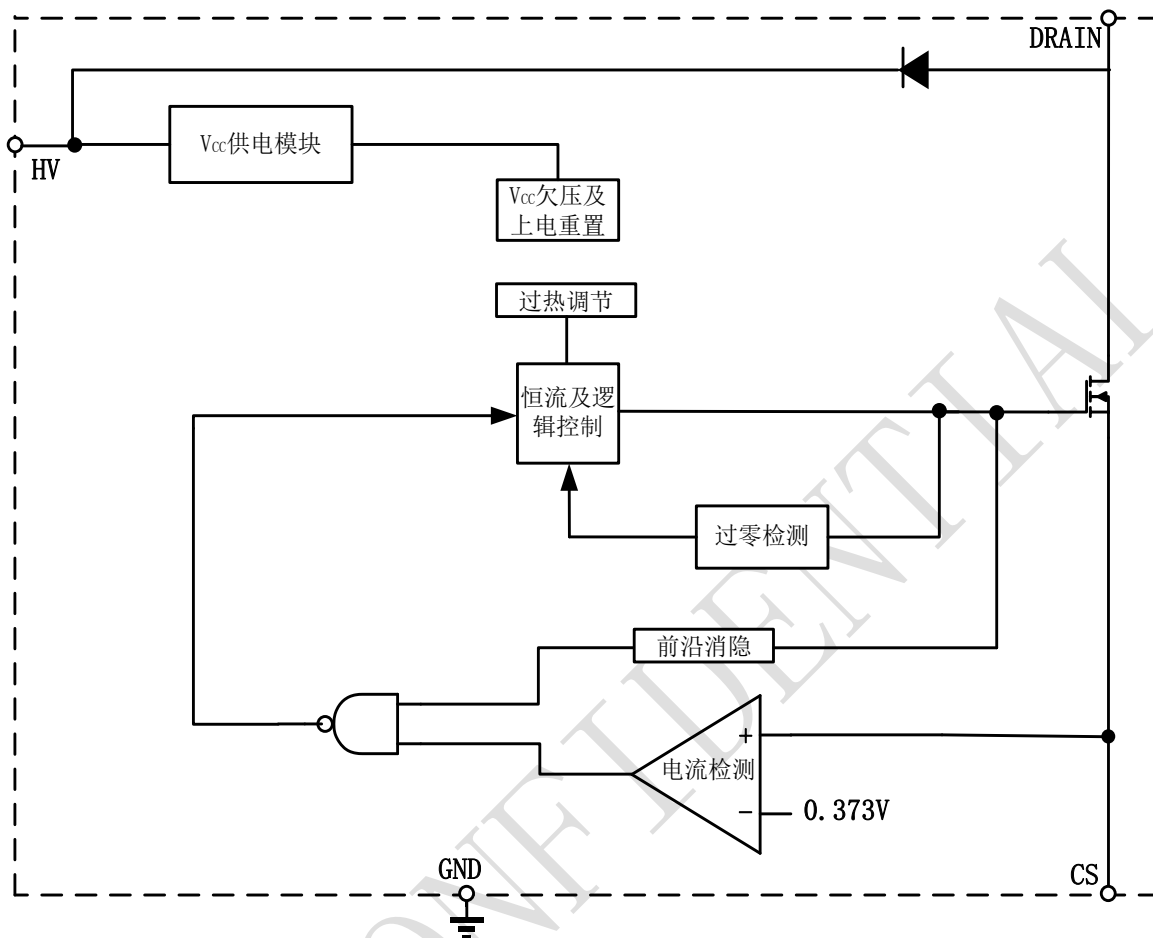 DRAIN
HV
Vcc供电模块
Vcc欠压及
上电重置
过热调节
恒流及逻
辑控制
过零检测
前沿消隐
+
电流检测
−
0.373V
GND
CS
ONFIDENTIAL